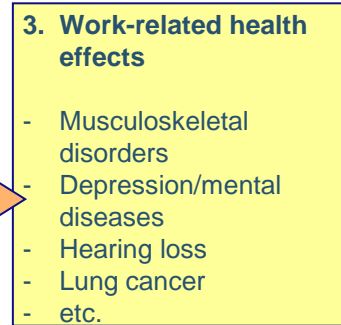 3. Work-related health
effects
- Musculoskeletal
disorders
- Depression/mental
diseases
- Hearing loss
- Lung cancer
- etc.